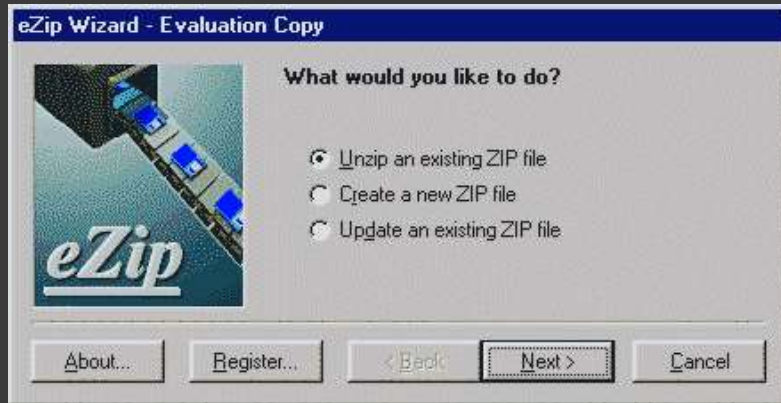 eZip Wizard - Evaluation Copy
What would you like to do?
Unzip an existing ZIP file
Create a new ZIP file
Update an existing ZIP file
eZip
About...
Register...
< Back
Next >
Cancel